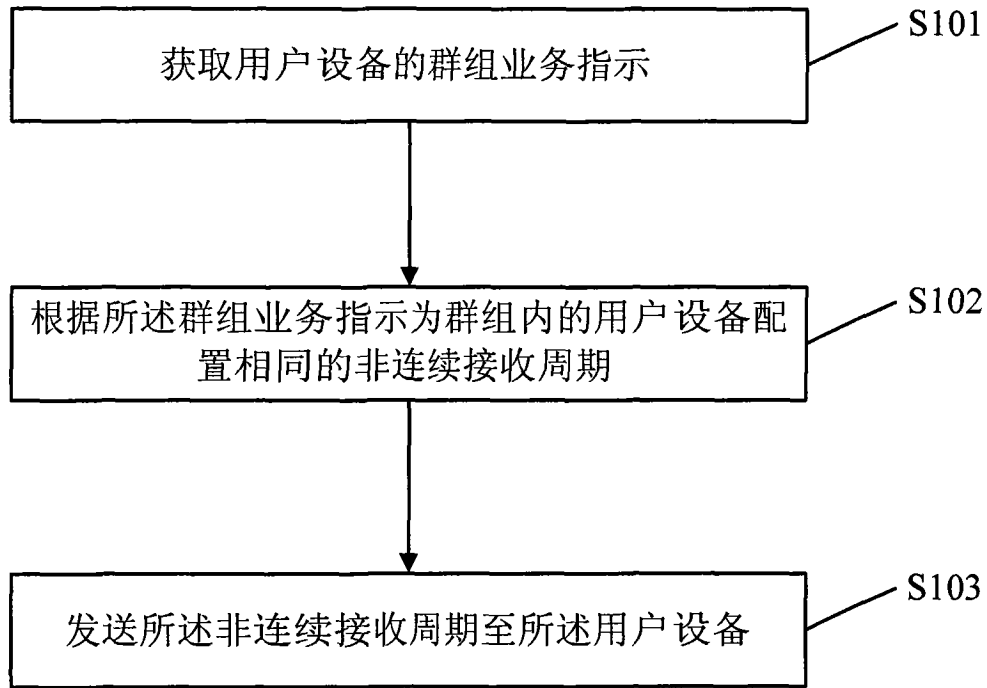 获取用户设备的群组业务指示
S101
根据所述群组业务指示为群组内的用户设备配
置相同的非连续接收周期
S102
发送所述非连续接收周期至所述用户设备
S103